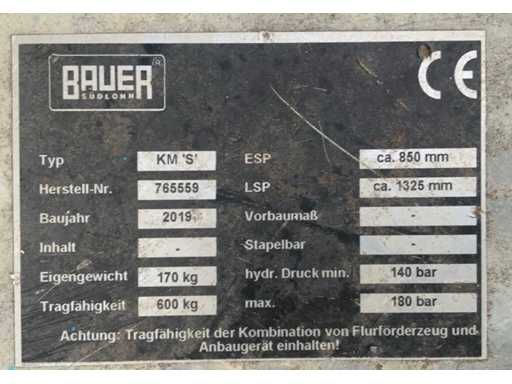 BAUER ®
SÜDLOHN
CE
Typ KM 'S' ESP ca. 850 mm
Herstell-Nr. 765559 LSP ca. 1325 mm
Baujahr 2019 Vorbaumaß -
Inhalt - Stapelbar -
Eigengewicht 170 kg hydr. Druck min. 140 bar
Tragfähigkeit 600 kg max. 180 bar
Achtung: Tragfähigkeit der Kombination von Flurförderzeug und
Anbaugerät einhalten!